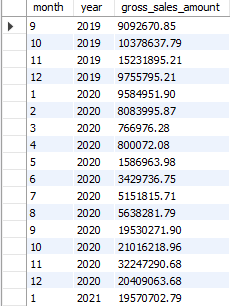 month year gross_sales_amount
9 2019 9092670.85
10 2019 10378637.79
11 2019 15231895.21
12 2019 9755795.21
1 2020 9584951.90
2 2020 8083995.87
3 2020 766976.28
4 2020 800072.08
5 2020 1586963.98
6 2020 3429736.75
7 2020 5151815.71
8 2020 5638281.79
9 2020 19530271.90
10 2020 21016218.96
11 2020 32247290.68
12 2020 20409063.68
1 2021 19570702.79